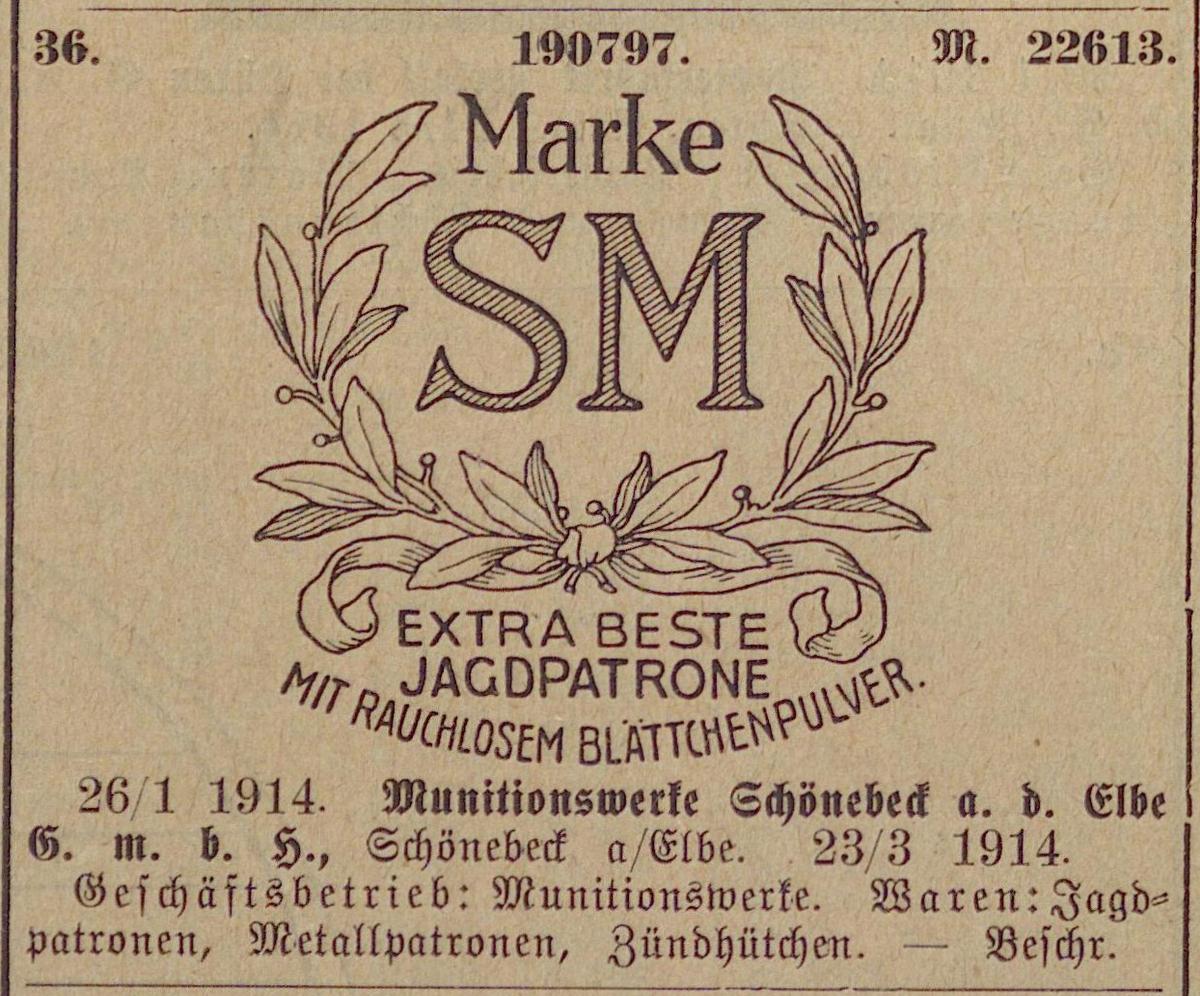 36. 190797. M. 22613.
Marke
SM
EXTRA BESTE
JAGDPATRONE
MIT RAUCHLOSEM BLÄTTCHENPULVER.
26/1 1914. Munitionswerke Schönebeck a. d. Elbe
G. m. b. H., Schönebeck a/Elbe. 23/3 1914.
Geſchäftsbetrieb: Munitionswerke. Waren: Jagd⸗
patronen, Metallpatronen, Zündhütchen. — Beſchr.